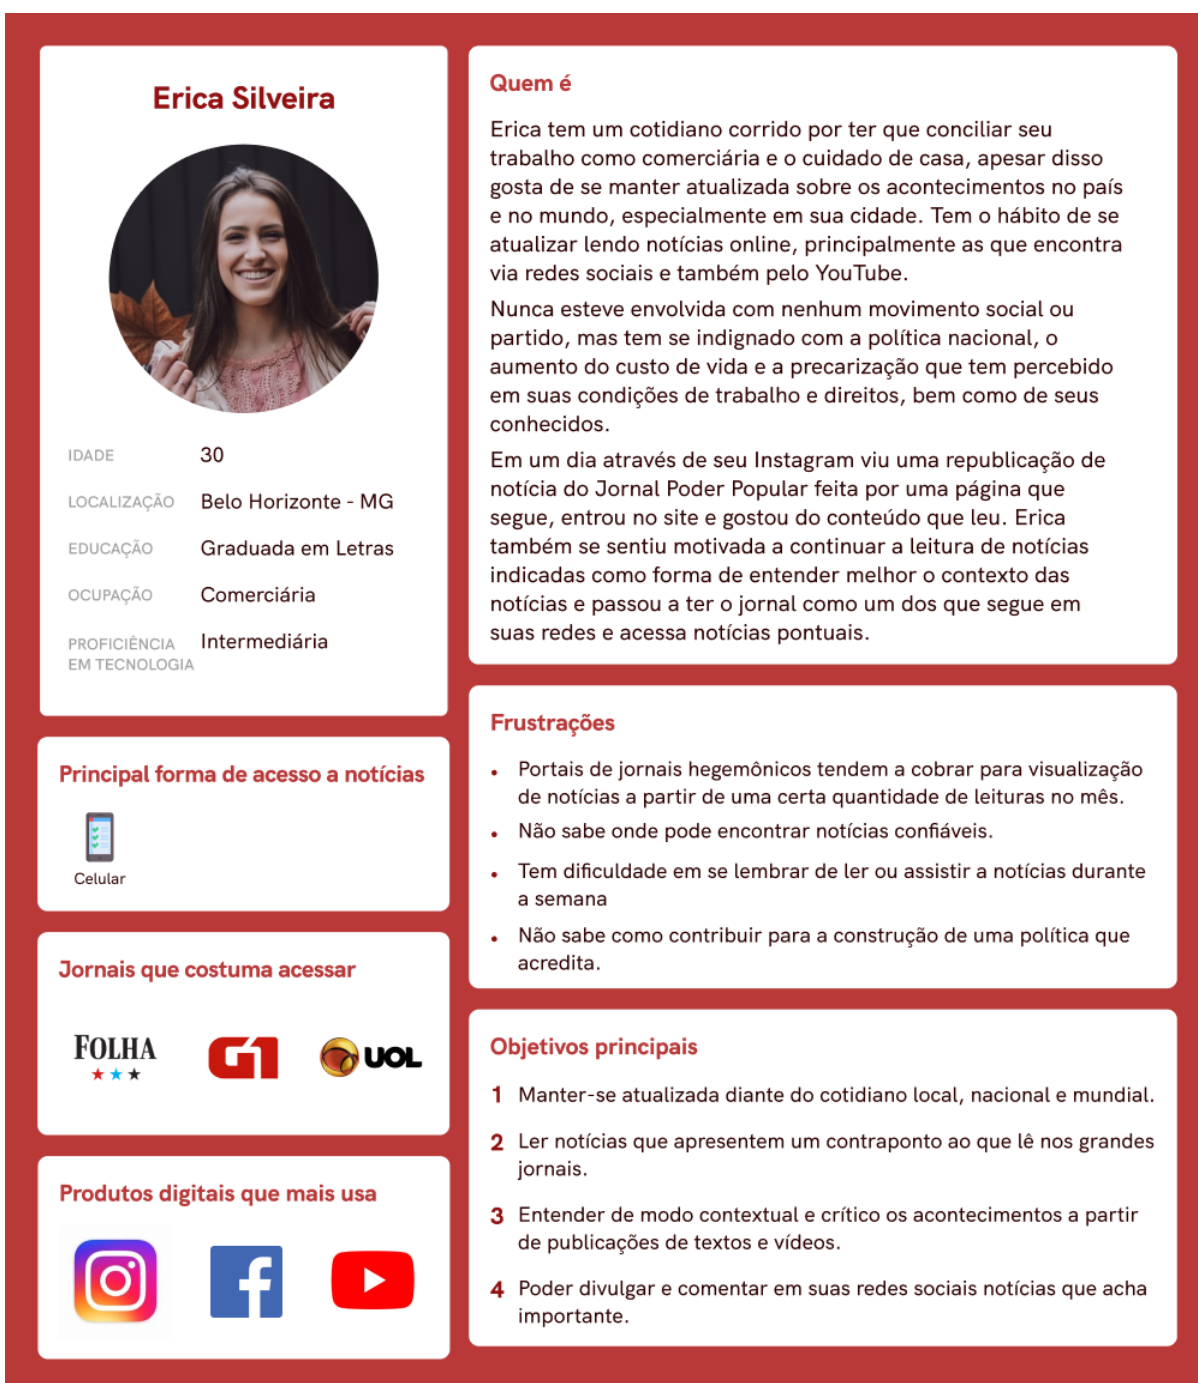 Erica Silveira
IDADE 30
LOCALIZAÇÃO Belo Horizonte - MG
EDUCAÇÃO Graduada em Letras
OCUPAÇÃO Comerciária
PROFICIÊNCIA Intermediária
EM TECNOLOGIA
Principal forma de acesso a notícias
Celular
Jornais que costuma acessar
FOLHA
G1
UOL
Produtos digitais que mais usa
Quem é
Erica tem um cotidiano corrido por ter que conciliar seu
trabalho como comerciária e o cuidado de casa, apesar disso
gosta de se manter atualizada sobre os acontecimentos no país
e no mundo, especialmente em sua cidade. Tem o hábito de se
atualizar lendo notícias online, principalmente as que encontra
via redes sociais e também pelo YouTube.
Nunca esteve envolvida com nenhum movimento social ou
partido, mas tem se indignado com a política nacional, o
aumento do custo de vida e a precarização que tem percebido
em suas condições de trabalho e direitos, bem como de seus
conhecidos.
Em um dia através de seu Instagram viu uma republicação de
notícia do Jornal Poder Popular feita por uma página que
segue, entrou no site e gostou do conteúdo que leu. Erica
também se sentiu motivada a continuar a leitura de notícias
indicadas como forma de entender melhor o contexto das
notícias e passou a ter o jornal como um dos que segue em
suas redes e acessa notícias pontuais.
Frustrações
• Portais de jornais hegemônicos tendem a cobrar para visualização
de notícias a partir de uma certa quantidade de leituras no mês.
• Não sabe onde pode encontrar notícias confiáveis.
• Tem dificuldade em se lembrar de ler ou assistir a notícias durante
a semana
• Não sabe como contribuir para a construção de uma política que
acredita.
Objetivos principais
1 Manter-se atualizada diante do cotidiano local, nacional e mundial.
2 Ler notícias que apresentem um contraponto ao que lê nos grandes
jornais.
3 Entender de modo contextual e crítico os acontecimentos a partir
de publicações de textos e vídeos.
4 Poder divulgar e comentar em suas redes sociais notícias que acha
importante.